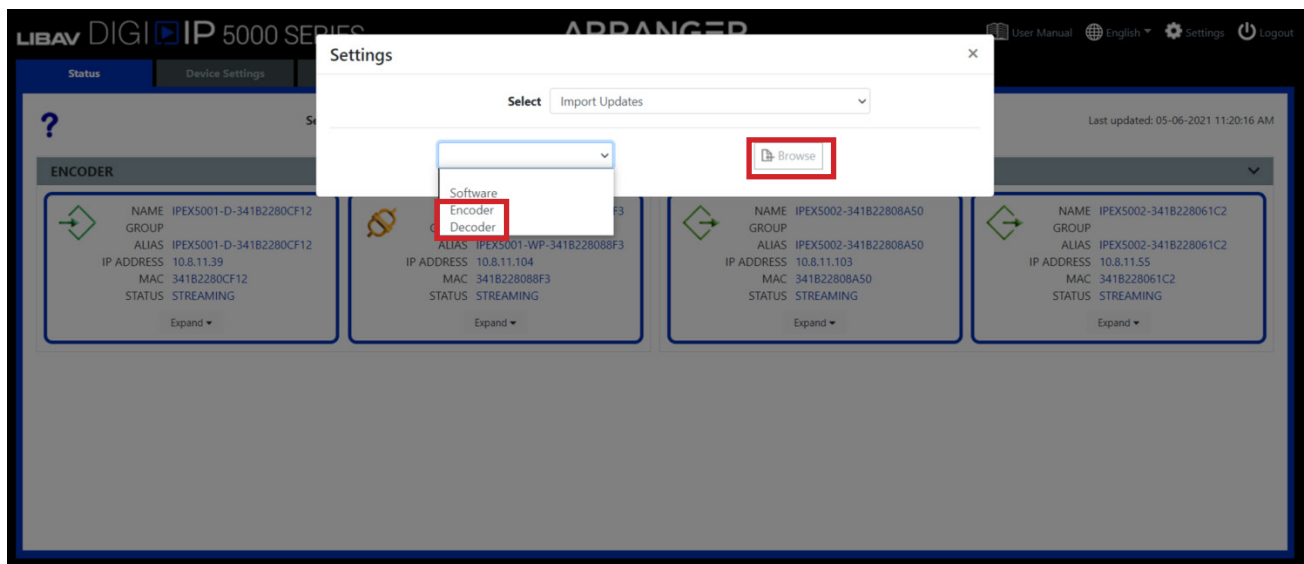 LIBAV DIGI IP 5000 SERIES
ARRANGER
User Manual English Settings Logout
Settings ×
Status Device Settings
Select Import Updates
?
Last updated: 05-06-2021 11:20:16 AM
Browse
ENCODER
Software
Encoder
Decoder
NAME IPEX5001-D-341B2280CF12
GROUP
ALIAS IPEX5001-D-341B2280CF12
IP ADDRESS 10.8.11.39
MAC 341B2280CF12
STATUS STREAMING
Expand
F3
ALIAS IPEX5001-WP-341B228088F3
IP ADDRESS 10.8.11.104
MAC 341B228088F3
STATUS STREAMING
Expand
NAME IPEX5002-341B22808A50
GROUP
ALIAS IPEX5002-341B22808A50
IP ADDRESS 10.8.11.103
MAC 341B22808A50
STATUS STREAMING
Expand
NAME IPEX5002-341B228061C2
GROUP
ALIAS IPEX5002-341B228061C2
IP ADDRESS 10.8.11.55
MAC 341B228061C2
STATUS STREAMING
Expand